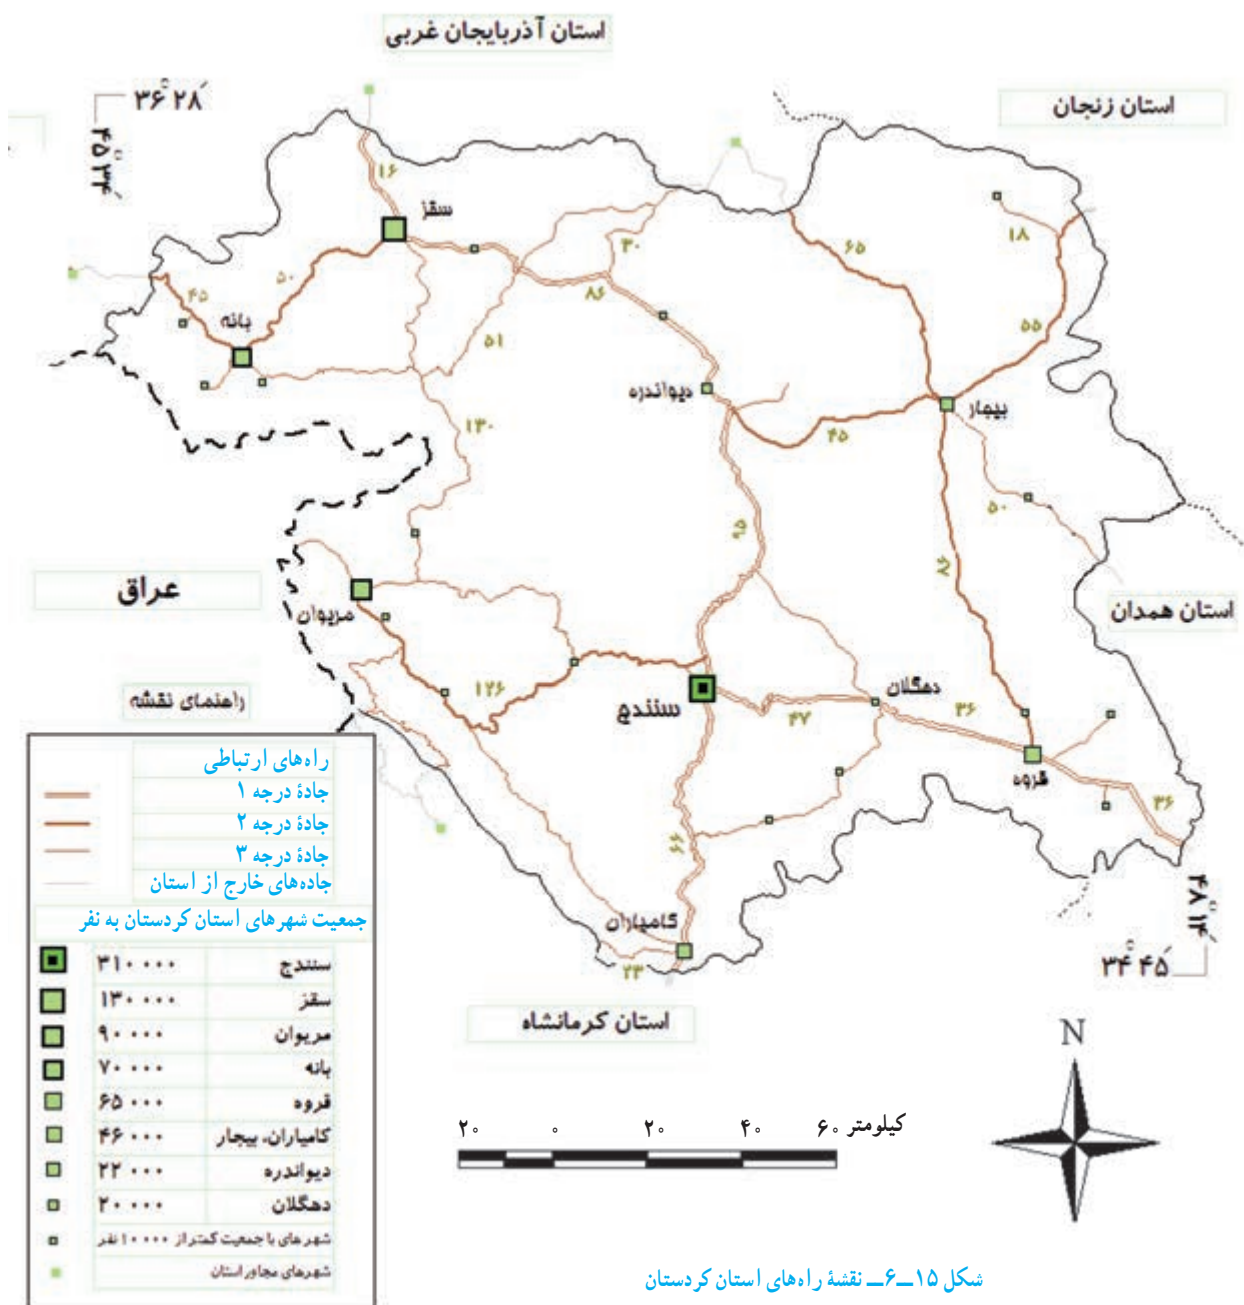 استان آذربایجان غربی
۳۶° ۲۸′
۴۵° ۳۴′
استان زنجان
۱۶
سقز
۱۸
۳۰
۶۵
۸۶
۵۰
۴۵
بانه
۵۱
۵۵
دیواندره
بیجار
۱۳۰
۴۵
۵۰
۹۵
عراق
مریوان
استان همدان
دهگلان
۱۲۶
سنندج
۴۷
۳۶
قروه
۳۶
۶۶
کامیاران
۲۳
۴۸° ۱۴′
۳۴° ۴۵′
استان کرمانشاه
راهنمای نقشه
راه‌های ارتباطی
جادهٔ درجه ۱
جادهٔ درجه ۲
جادهٔ درجه ۳
جاده‌های خارج از استان
جمعیت شهرهای استان کردستان به نفر
سنندج ۳۱۰۰۰۰
سقز ۱۳۰۰۰۰
مریوان ۹۰۰۰۰
بانه ۷۰۰۰۰
قروه ۶۵۰۰۰
کامیاران، بیجار ۴۶۰۰۰
دیواندره ۲۲۰۰۰
دهگلان ۲۰۰۰۰
شهرهای با جمعیت کمتر از ۱۰۰۰۰ نفر
شهرهای مجاور استان
N
۲۰ ۰ ۲۰ ۴۰ ۶۰ کیلومتر
شکل ۱۵ــ۶ــ نقشهٔ راه‌های استان کردستان